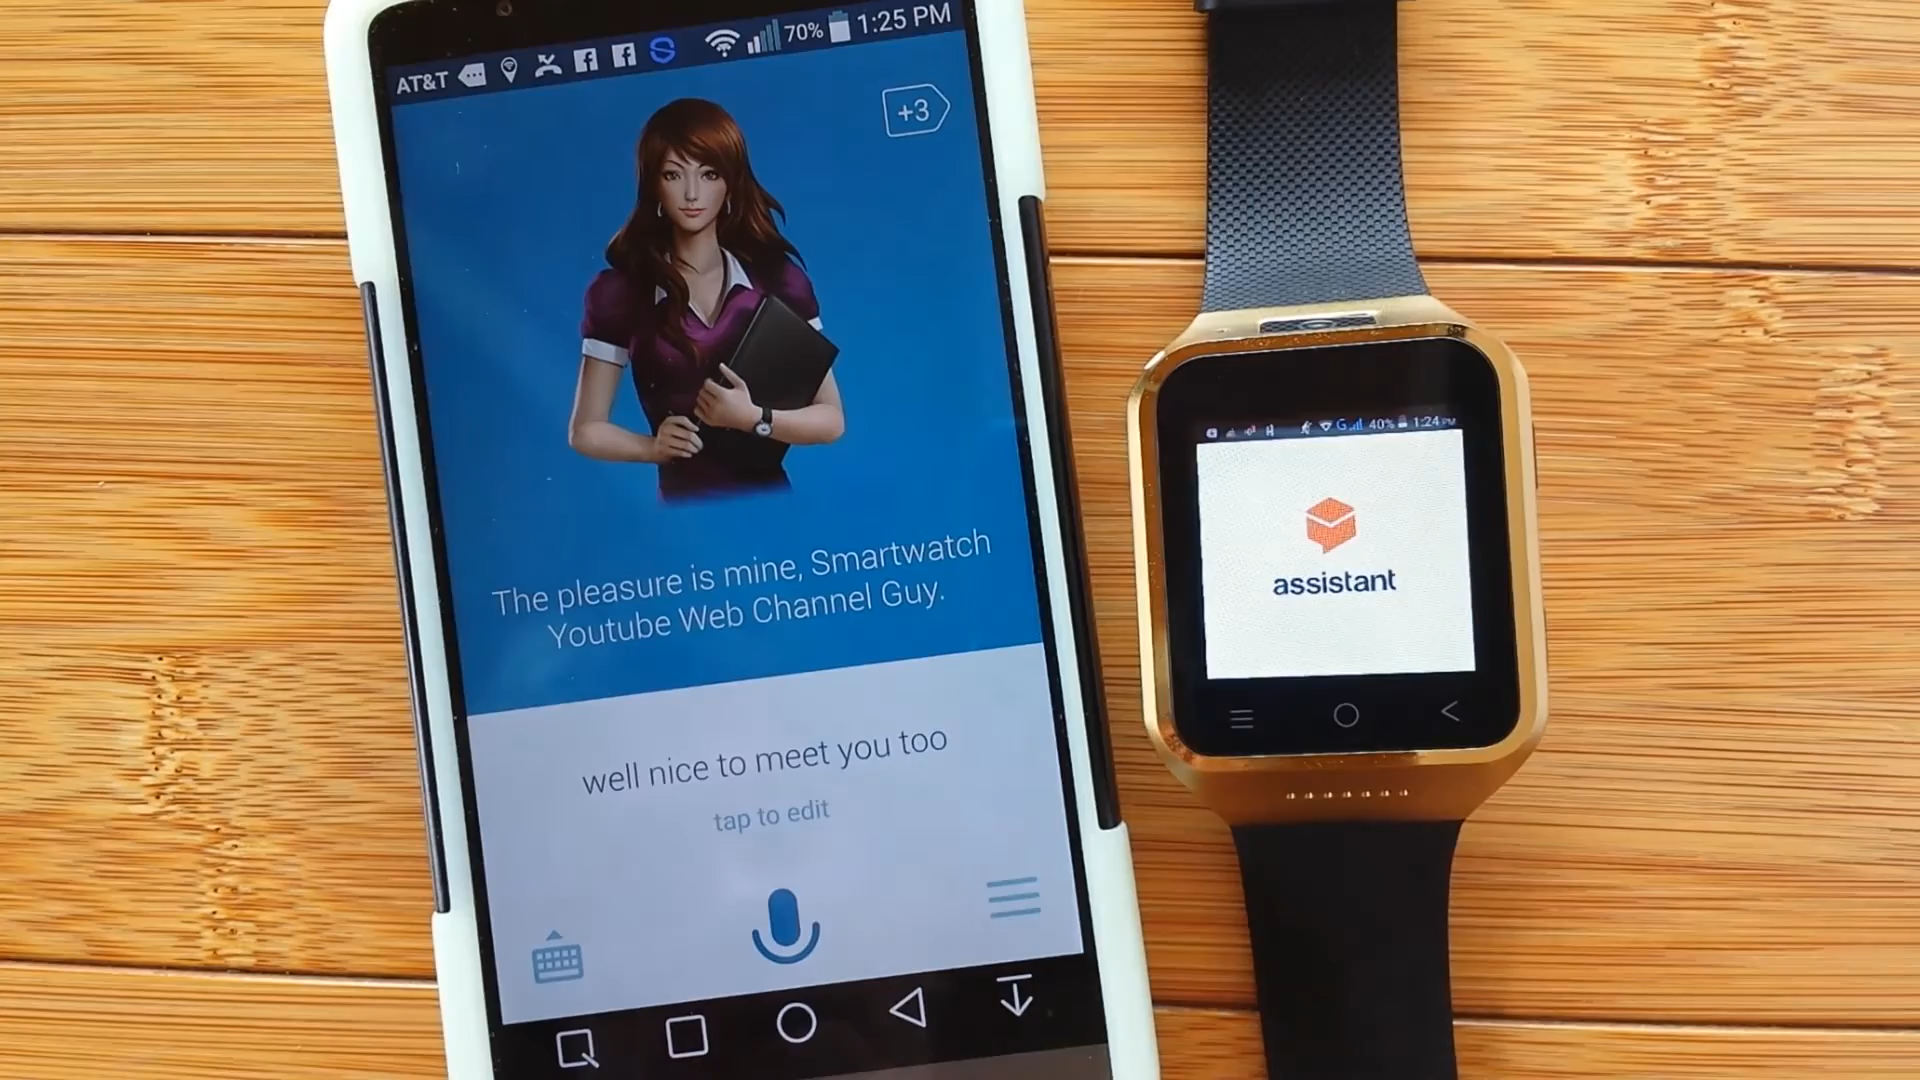 AT&T 70% 1:25 PM
+3
The pleasure is mine, Smartwatch
Youtube Web Channel Guy.
well nice to meet you too
tap to edit
G 40% 1:24 PM
assistant